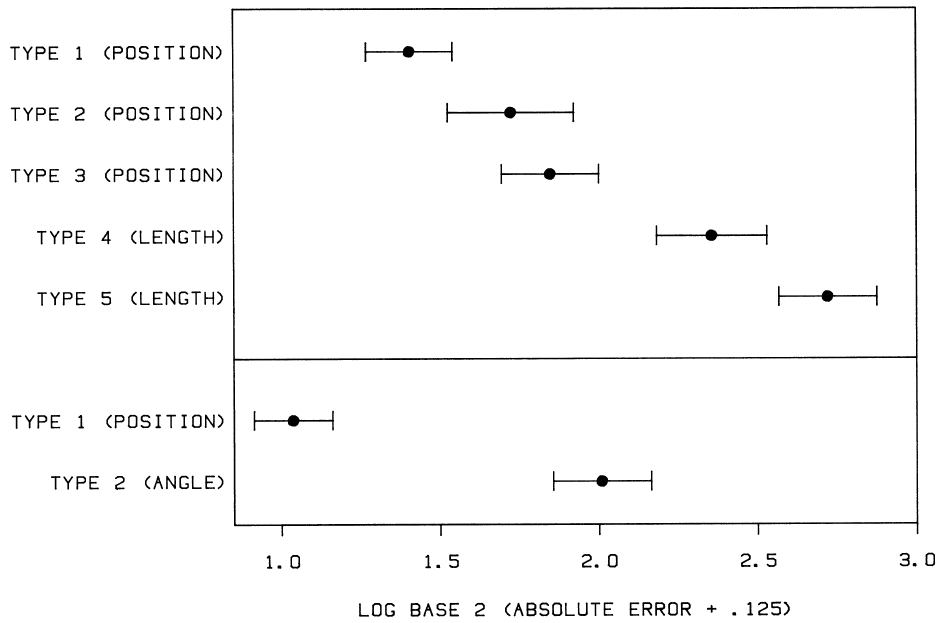 TYPE 1 (POSITION)
TYPE 2 (POSITION)
TYPE 3 (POSITION)
TYPE 4 (LENGTH)
TYPE 5 (LENGTH)
TYPE 1 (POSITION)
TYPE 2 (ANGLE)
1.0 1.5 2.0 2.5 3.0
LOG BASE 2 (ABSOLUTE ERROR + .125)